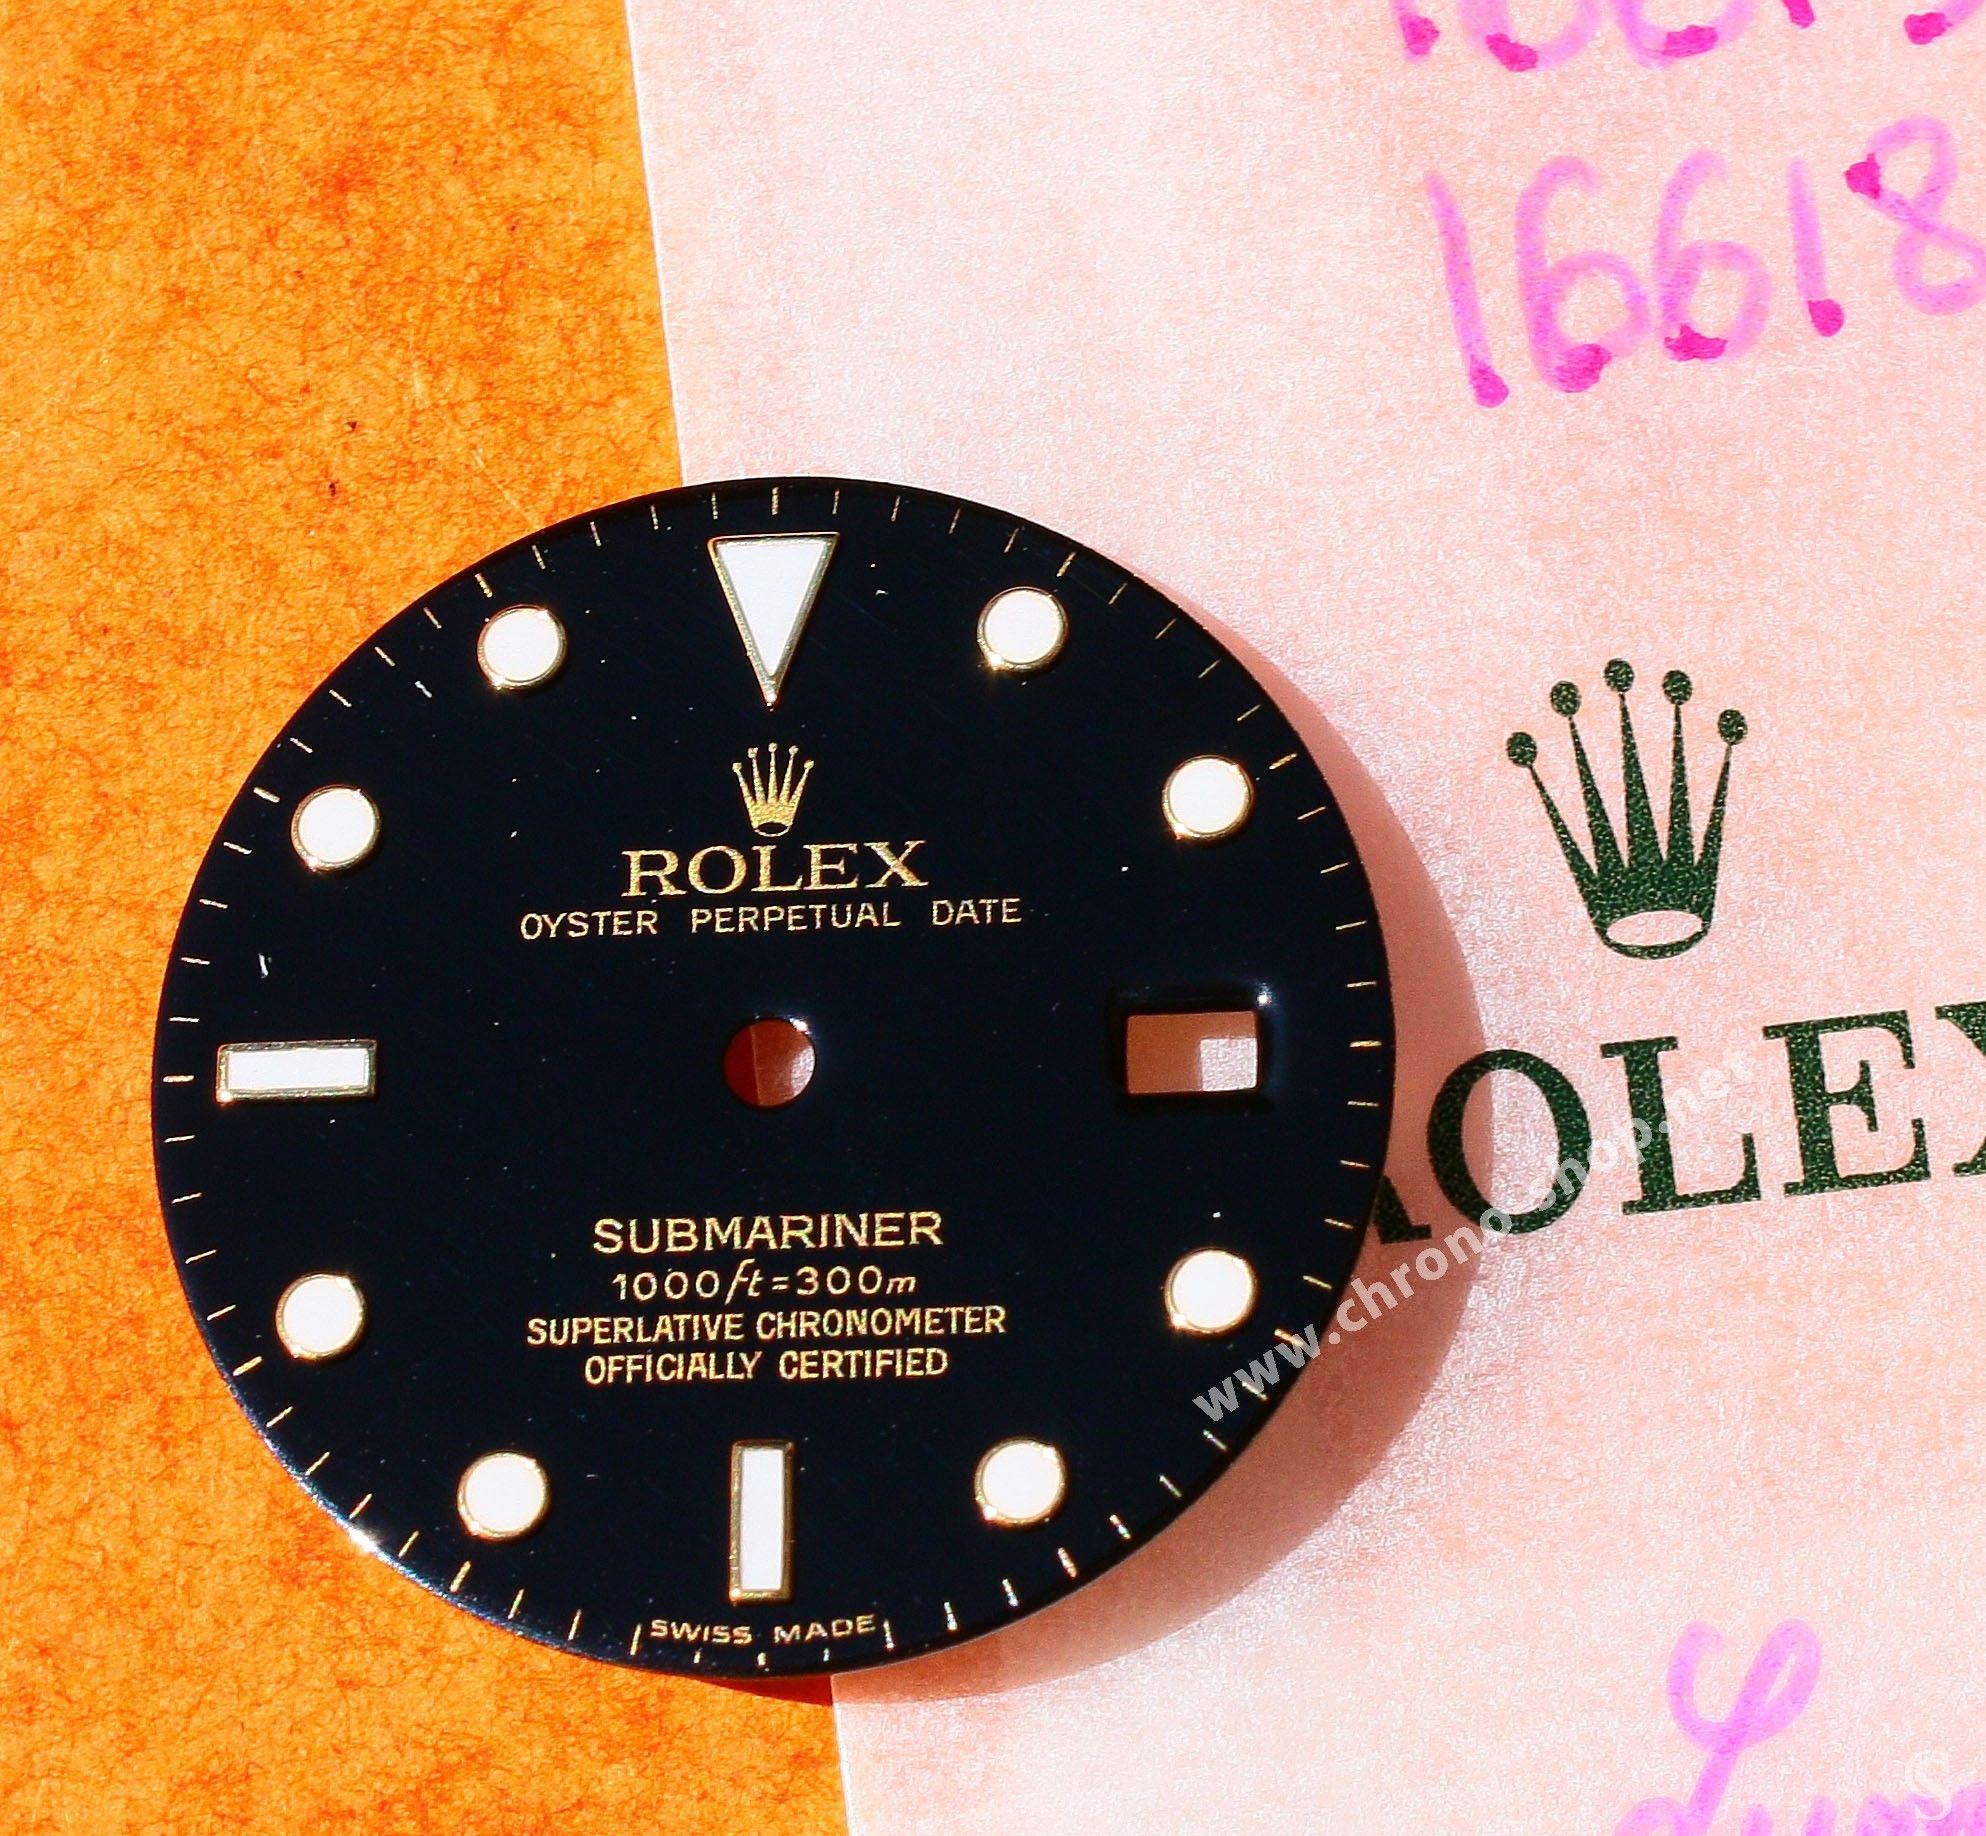 16618
ROLEX
OYSTER PERPETUAL DATE
SUBMARINER
1000ft=300m
SUPERLATIVE CHRONOMETER
OFFICIALLY CERTIFIED
SWISS MADE
ROLEX
www.chrono-shop.net